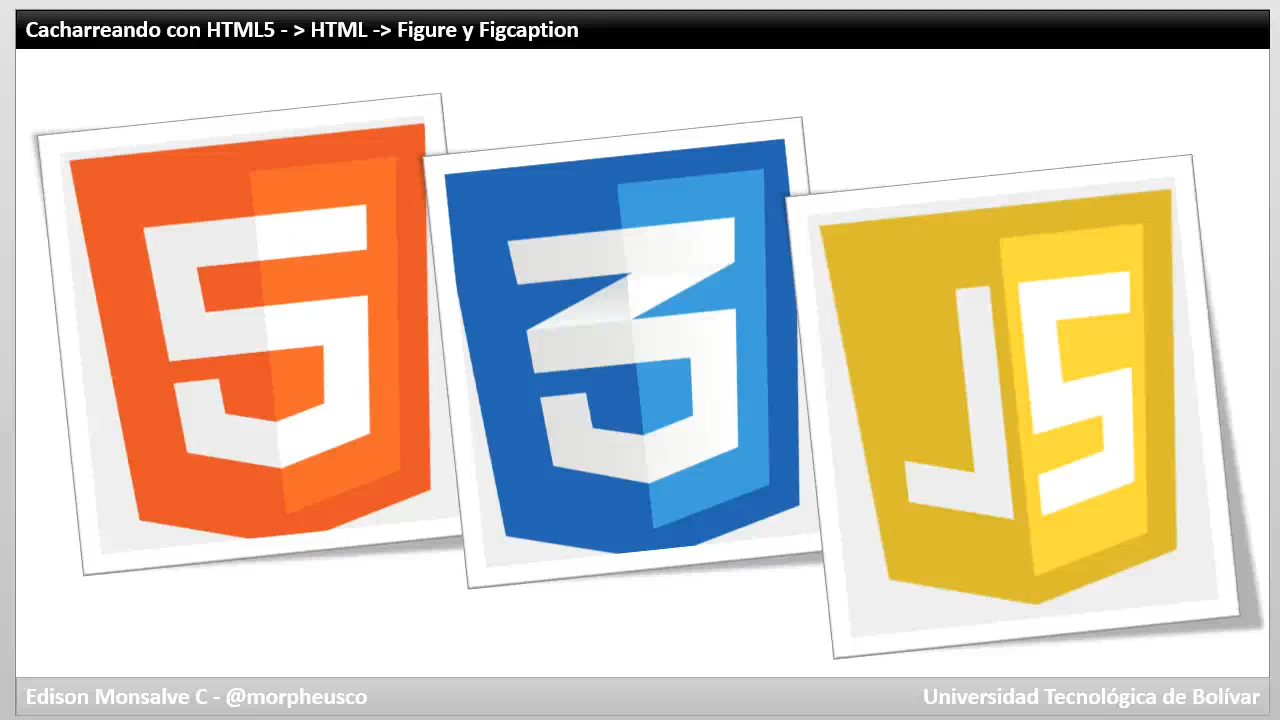 Cacharreando con HTML5 - > HTML -> Figure y Figcaption
5
3
JS
Edison Monsalve C - @morpheusco
Universidad Tecnológica de Bolívar